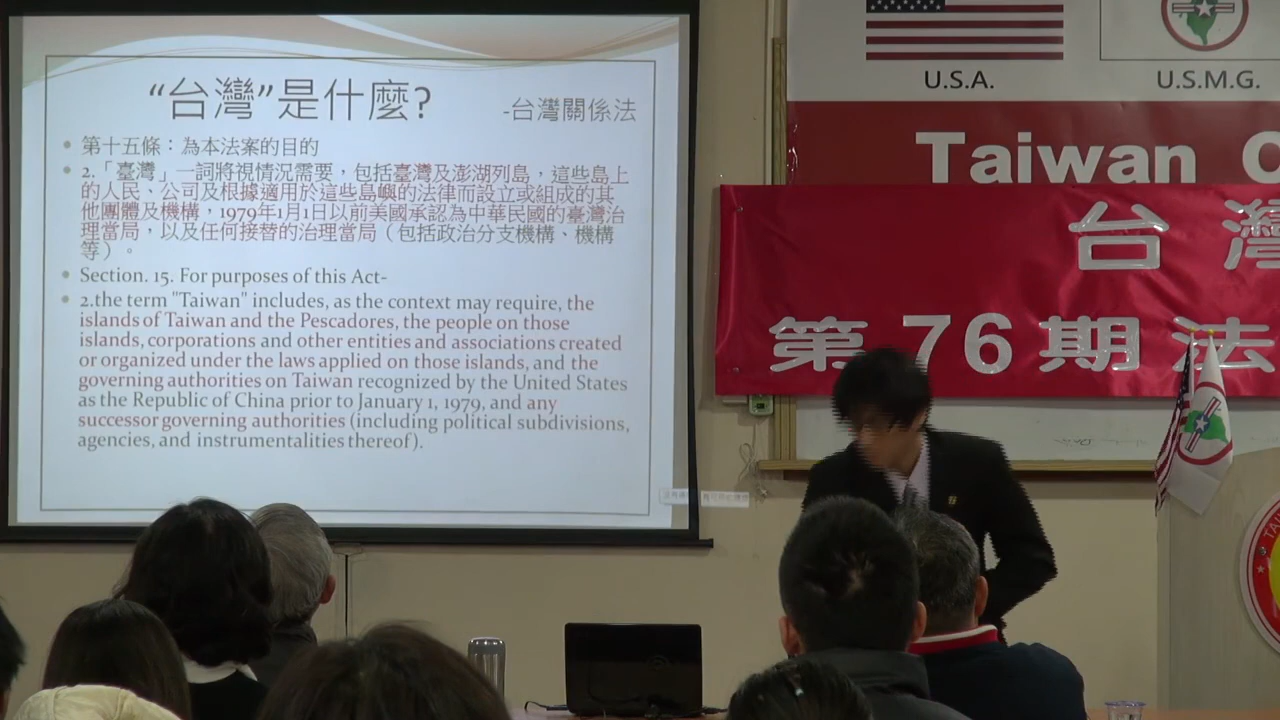 “台灣”是什麼?
-台灣關係法
第十五條：為本法案的目的
2.「臺灣」一詞將視情況需要，包括臺灣及澎湖列島，這些島上
的人民、公司及根據適用於這些島嶼的法律而設立或組成的其
他團體及機構，1979年1月1日以前美國承認為中華民國的臺灣治
理當局，以及任何接替的治理當局（包括政治分支機構、機構
等）。
Section. 15. For purposes of this Act-
2.the term "Taiwan" includes, as the context may require, the
islands of Taiwan and the Pescadores, the people on those
islands, corporations and other entities and associations created
or organized under the laws applied on those islands, and the
governing authorities on Taiwan recognized by the United States
as the Republic of China prior to January 1, 1979, and any
successor governing authorities (including political subdivisions,
agencies, and instrumentalities thereof).
U.S.A.
U.S.M.G.
Taiwan
台灣
第76期法